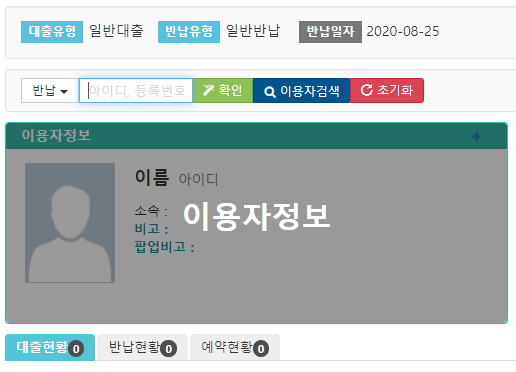 대출유형 일반대출 반납유형 일반반납 반납일자 2020-08-25
반납 아이디, 등록번호 확인 이용자검색 초기화
이용자정보
이름 아이디
소속 :
이용자정보
비고 :
팝업비고 :
대출현황 0 반납현황 0 예약현황 0